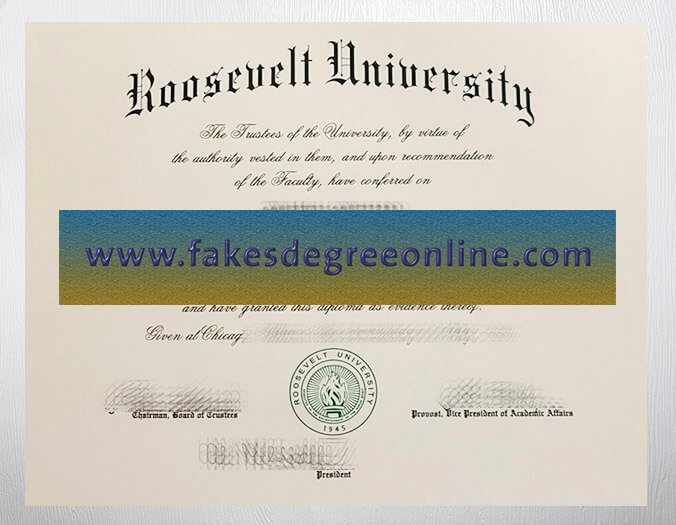 Roosevelt University
The Trustees of the University, by virtue of
the authority vested in them, and upon recommendation
of the Faculty, have conferred on
www.fakesdegreeonline.com
and have granted this diploma as evidence thereof.
Given at Chicag
ROOSEVELT UNIVERSITY
1945
Chairman, Board of Trustees
Provost, Vice President of Academic Affairs
President